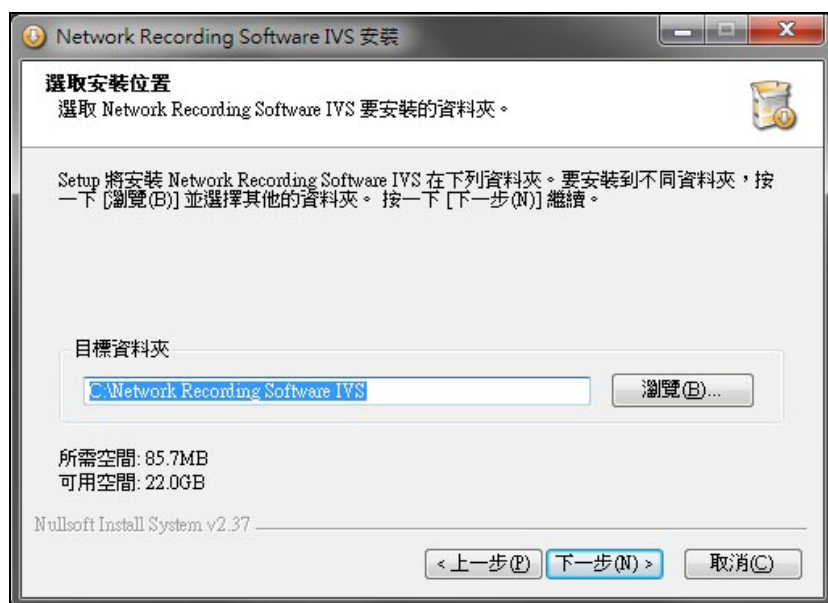 Network Recording Software IVS 安裝
選取安裝位置
選取 Network Recording Software IVS 要安裝的資料夾。
Setup 將安裝 Network Recording Software IVS 在下列資料夾。要安裝到不同資料夾，按
一下 [瀏覽(B)] 並選擇其他的資料夾。 按一下 [下一步(N)] 繼續。
目標資料夾
C:\Network Recording Software IVS
瀏覽(B)...
所需空間: 85.7MB
可用空間: 22.0GB
Nullsoft Install System v2.37
< 上一步(P) 下一步(N) > 取消(C)